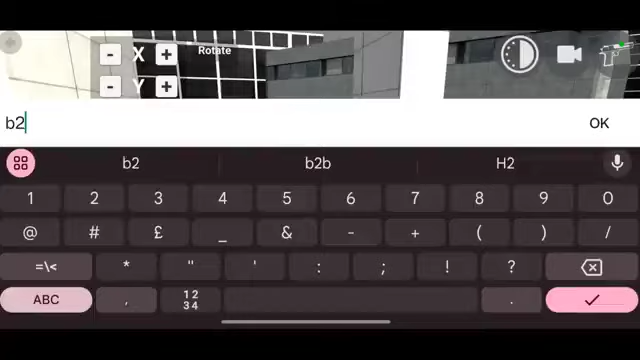 - X + Rotate
- Y +
b2 OK
b2 b2b H2
1 2 3 4 5 6 7 8 9 0
@ # £ _ & - + ( ) /
=\< * " ' : ; ! ?
ABC , 12 34 .